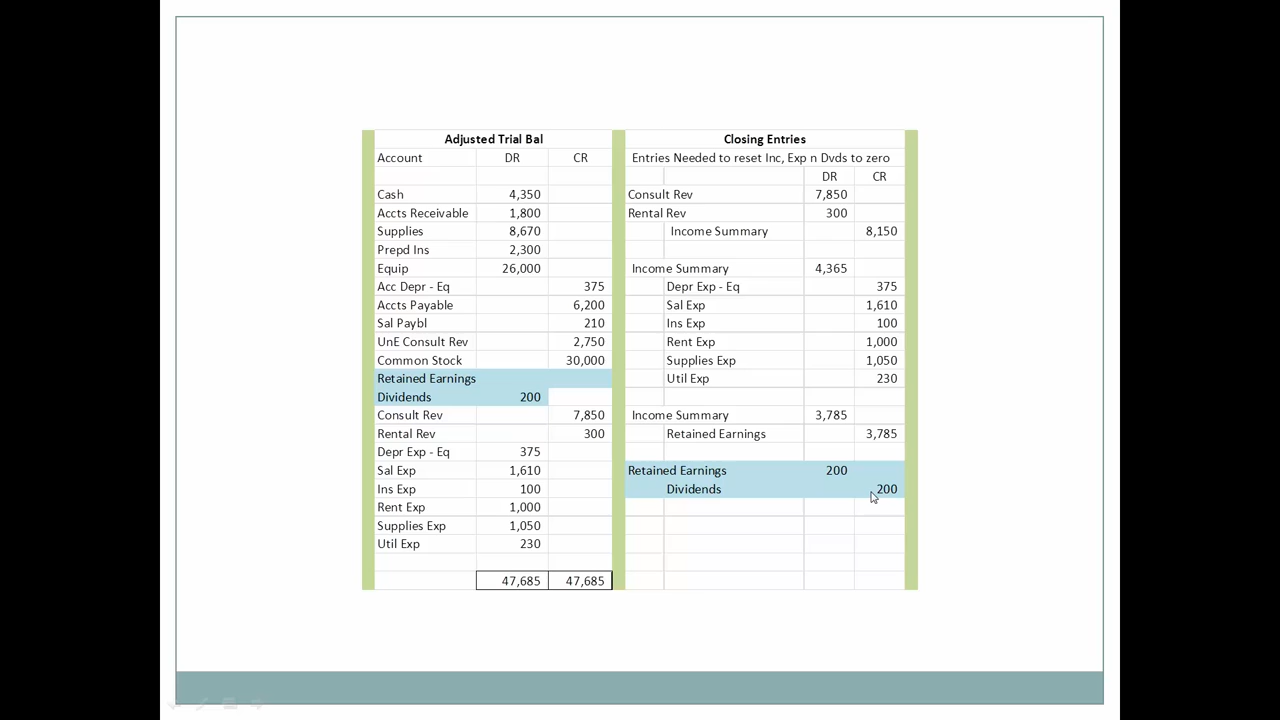 Adjusted Trial Bal
Account DR CR
Cash 4,350
Accts Receivable 1,800
Supplies 8,670
Prepd Ins 2,300
Equip 26,000
Acc Depr - Eq 375
Accts Payable 6,200
Sal Paybl 210
UnE Consult Rev 2,750
Common Stock 30,000
Retained Earnings
Dividends 200
Consult Rev 7,850
Rental Rev 300
Depr Exp - Eq 375
Sal Exp 1,610
Ins Exp 100
Rent Exp 1,000
Supplies Exp 1,050
Util Exp 230
47,685 47,685
Closing Entries
Entries Needed to reset Inc, Exp n Dvds to zero
DR CR
Consult Rev 7,850
Rental Rev 300
Income Summary 8,150
Income Summary 4,365
Depr Exp - Eq 375
Sal Exp 1,610
Ins Exp 100
Rent Exp 1,000
Supplies Exp 1,050
Util Exp 230
Income Summary 3,785
Retained Earnings 3,785
Retained Earnings 200
Dividends 200